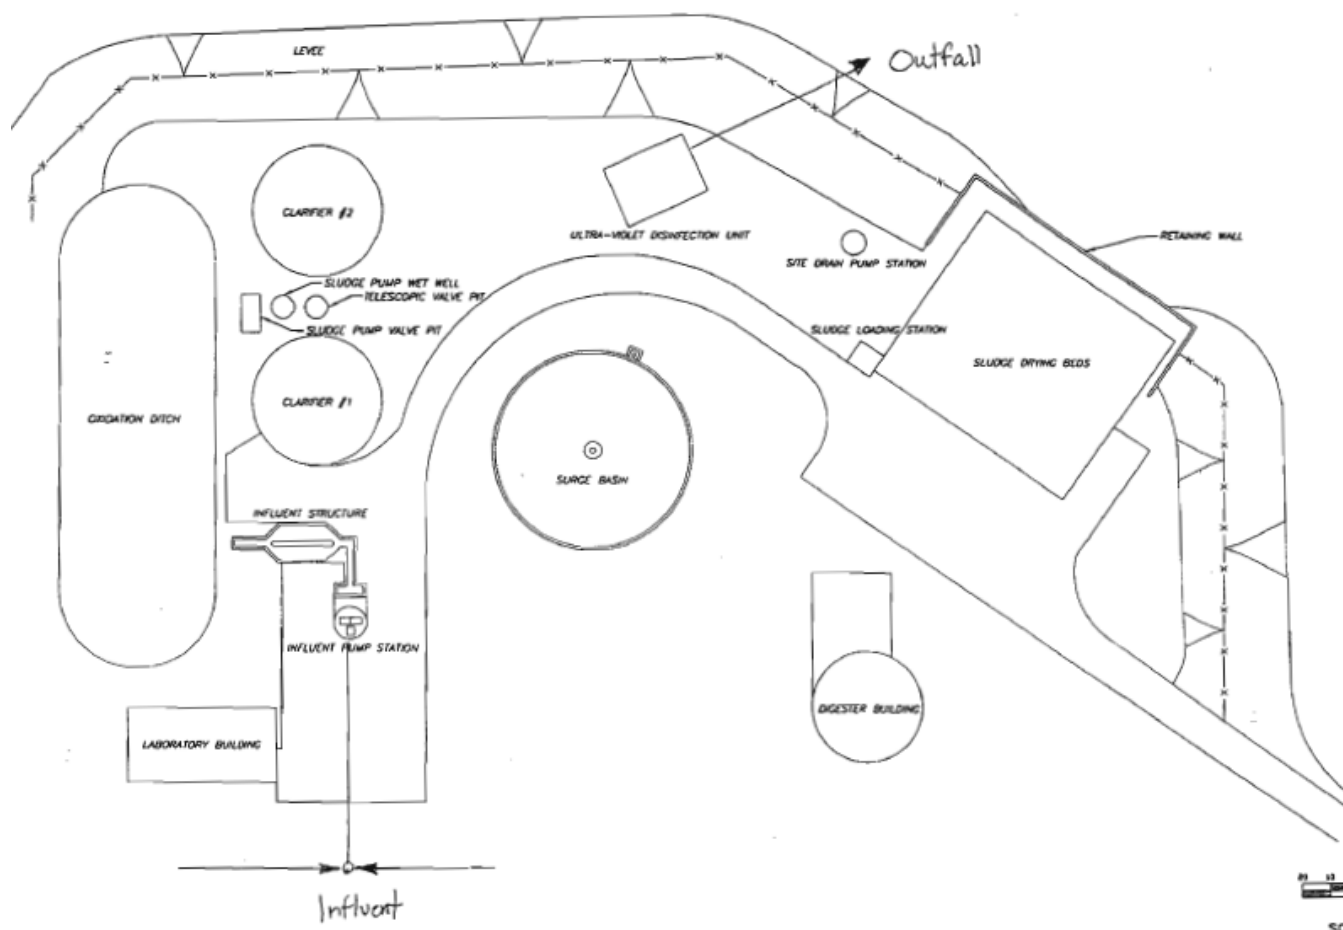 Outfall
LEVEE
CLARIFIER #2
ULTRA-VIOLET DISINFECTION UNIT
RETAINING WALL
SITE DRAIN PUMP STATION
SLUDGE PUMP WET WELL
TELESCOPIC VALVE PIT
SLUDGE PUMP VALVE PIT
SLUDGE LOADING STATION
SLUDGE DRYING BEDS
CLARIFIER #1
OXIDATION DITCH
SURGE BASIN
INFLUENT STRUCTURE
INFLUENT PUMP STATION
DIGESTER BUILDING
LABORATORY BUILDING
Influent